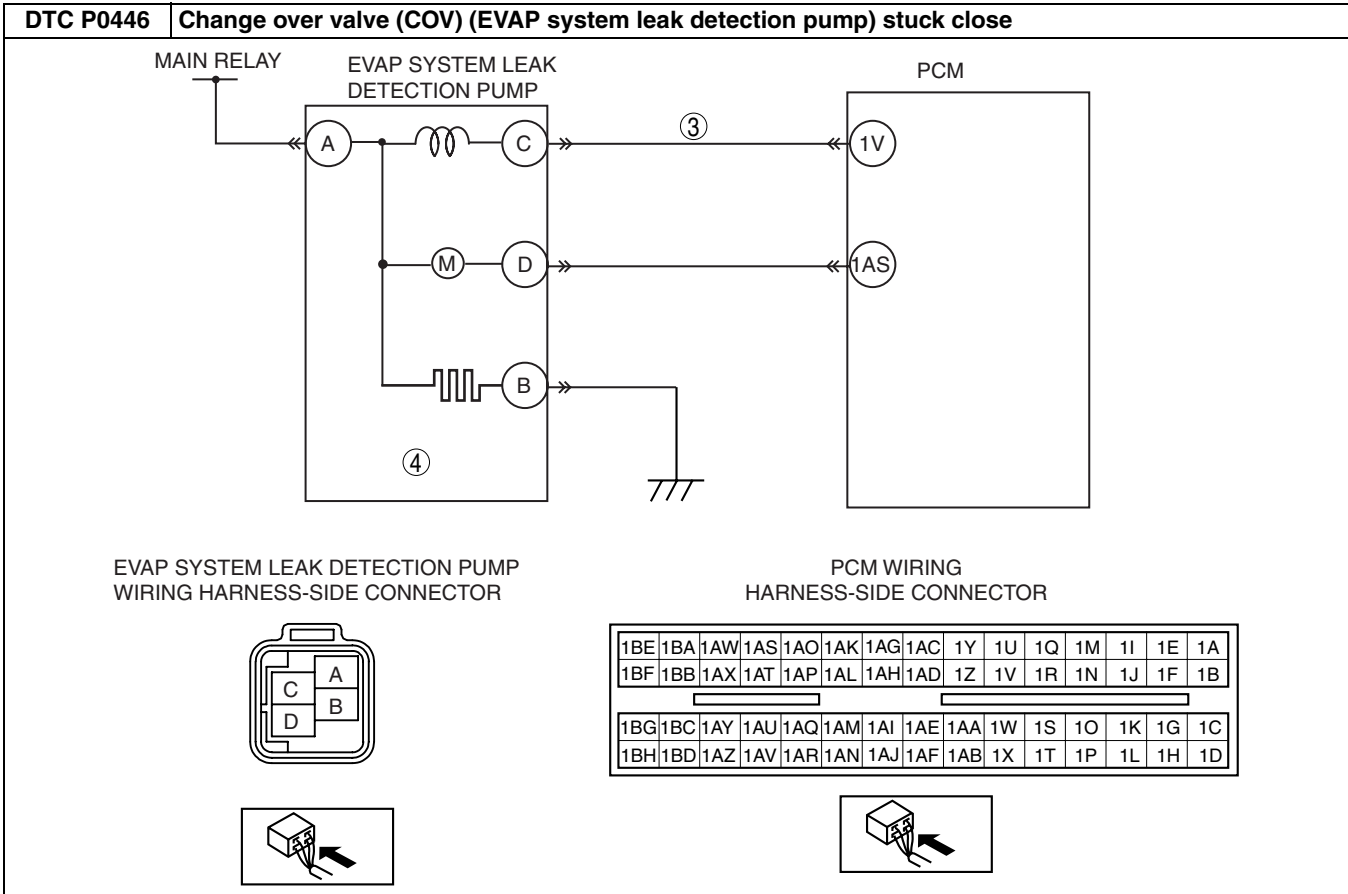 DTC P0446 Change over valve (COV) (EVAP system leak detection pump) stuck close
MAIN RELAY
EVAP SYSTEM LEAK
DETECTION PUMP
PCM
A
C
③
1V
M
D
1AS
B
④
EVAP SYSTEM LEAK DETECTION PUMP
WIRING HARNESS-SIDE CONNECTOR
A
C
B
D
PCM WIRING
HARNESS-SIDE CONNECTOR
1BE 1BA 1AW 1AS 1AO 1AK 1AG 1AC 1Y 1U 1Q 1M 1I 1E 1A
1BF 1BB 1AX 1AT 1AP 1AL 1AH 1AD 1Z 1V 1R 1N 1J 1F 1B
1BG 1BC 1AY 1AU 1AQ 1AM 1AI 1AE 1AA 1W 1S 1O 1K 1G 1C
1BH 1BD 1AZ 1AV 1AR 1AN 1AJ 1AF 1AB 1X 1T 1P 1L 1H 1D